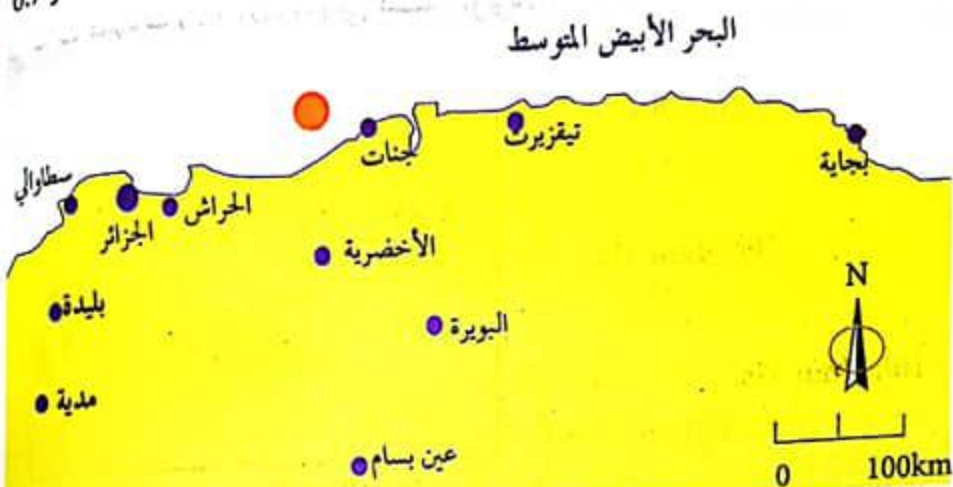 البحر الأبيض المتوسط
تيقزيرت
جنات
بجاية
سطاوالي
الحراش
الجزائر
الأخضرية
بليدة
البويرة
N
مدية
عين بسام
0 100km